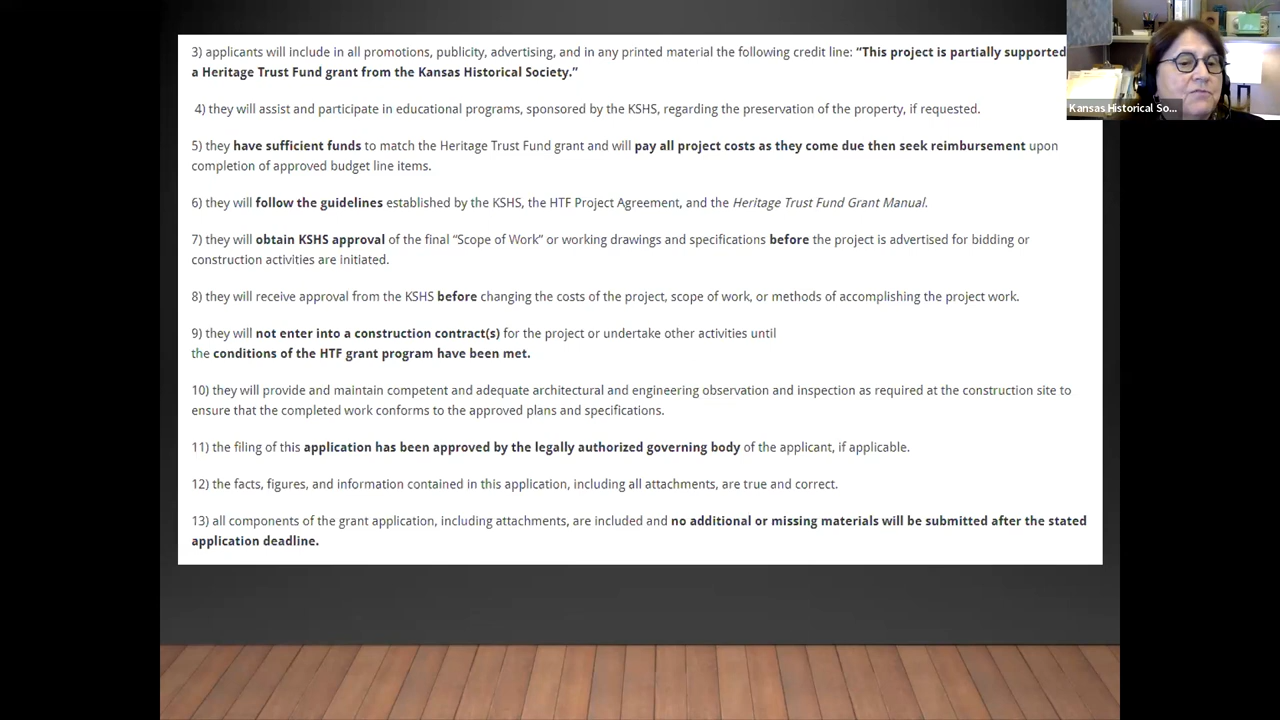 3) applicants will include in all promotions, publicity, advertising, and in any printed material the following credit line: “This project is partially supported
a Heritage Trust Fund grant from the Kansas Historical Society.”
4) they will assist and participate in educational programs, sponsored by the KSHS, regarding the preservation of the property, if requested.
5) they have sufficient funds to match the Heritage Trust Fund grant and will pay all project costs as they come due then seek reimbursement upon
completion of approved budget line items.
6) they will follow the guidelines established by the KSHS, the HTF Project Agreement, and the Heritage Trust Fund Grant Manual.
7) they will obtain KSHS approval of the final “Scope of Work” or working drawings and specifications before the project is advertised for bidding or
construction activities are initiated.
8) they will receive approval from the KSHS before changing the costs of the project, scope of work, or methods of accomplishing the project work.
9) they will not enter into a construction contract(s) for the project or undertake other activities until
the conditions of the HTF grant program have been met.
10) they will provide and maintain competent and adequate architectural and engineering observation and inspection as required at the construction site to
ensure that the completed work conforms to the approved plans and specifications.
11) the filing of this application has been approved by the legally authorized governing body of the applicant, if applicable.
12) the facts, figures, and information contained in this application, including all attachments, are true and correct.
13) all components of the grant application, including attachments, are included and no additional or missing materials will be submitted after the stated
application deadline.
Kansas Historical So...